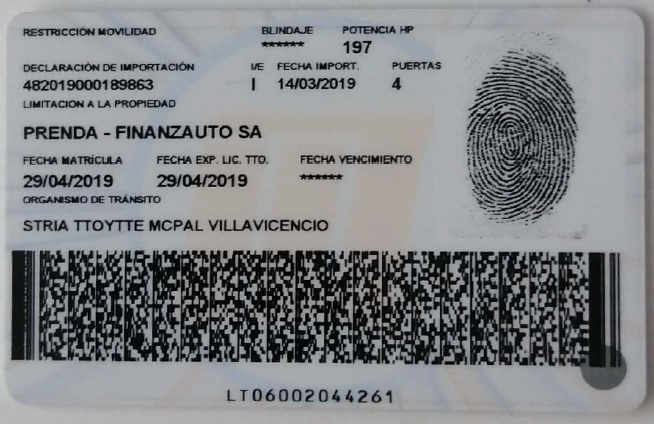 RESTRICCIÓN MOVILIDAD BLINDAJE POTENCIA HP
****** 197
DECLARACIÓN DE IMPORTACIÓN I/E FECHA IMPORT. PUERTAS
482019000189863 I 14/03/2019 4
LIMITACIÓN A LA PROPIEDAD
PRENDA - FINANZAUTO SA
FECHA MATRÍCULA FECHA EXP. LIC. TTO. FECHA VENCIMIENTO
29/04/2019 29/04/2019 ******
ORGANISMO DE TRÁNSITO
STRIA TTOYTTE MCPAL VILLAVICENCIO
LT06002044261